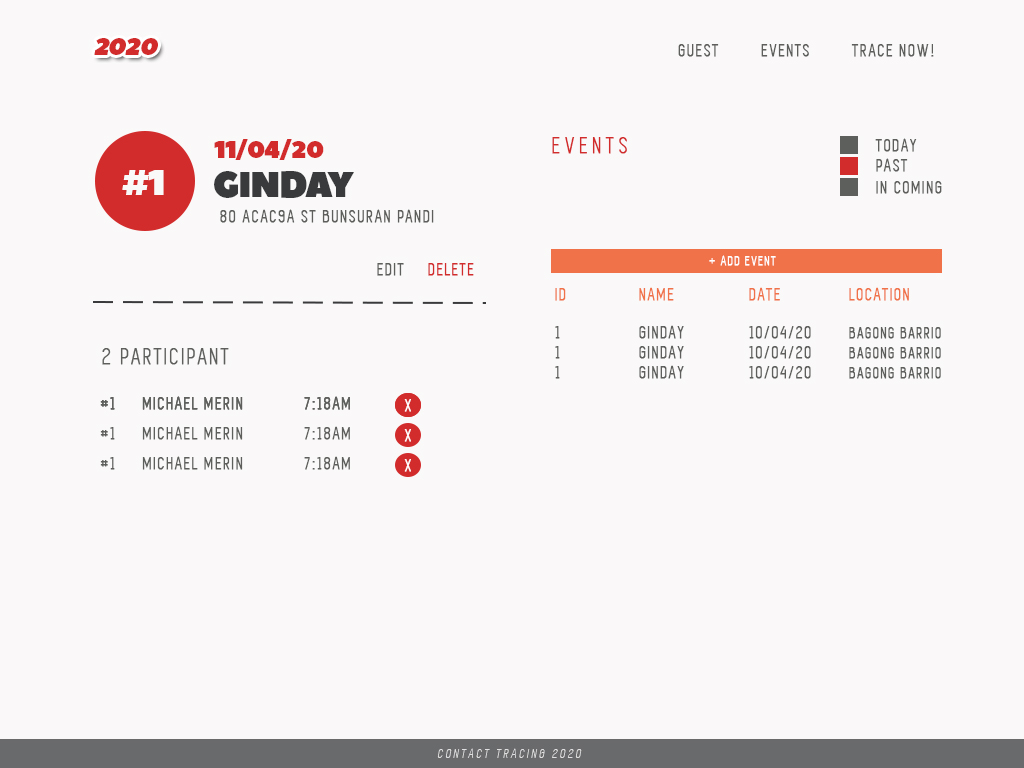 2020
GUEST EVENTS TRACE NOW!
#1
11/04/20
GINDAY
80 ACAC9A ST BUNSURAN PANDI
EDIT DELETE
2 PARTICIPANT
#1 MICHAEL MERIN 7:18AM X
#1 MICHAEL MERIN 7:18AM X
#1 MICHAEL MERIN 7:18AM X
EVENTS
TODAY
PAST
IN COMING
+ ADD EVENT
ID NAME DATE LOCATION
1 GINDAY 10/04/20 BAGONG BARRIO
1 GINDAY 10/04/20 BAGONG BARRIO
1 GINDAY 10/04/20 BAGONG BARRIO
CONTACT TRACING 2020